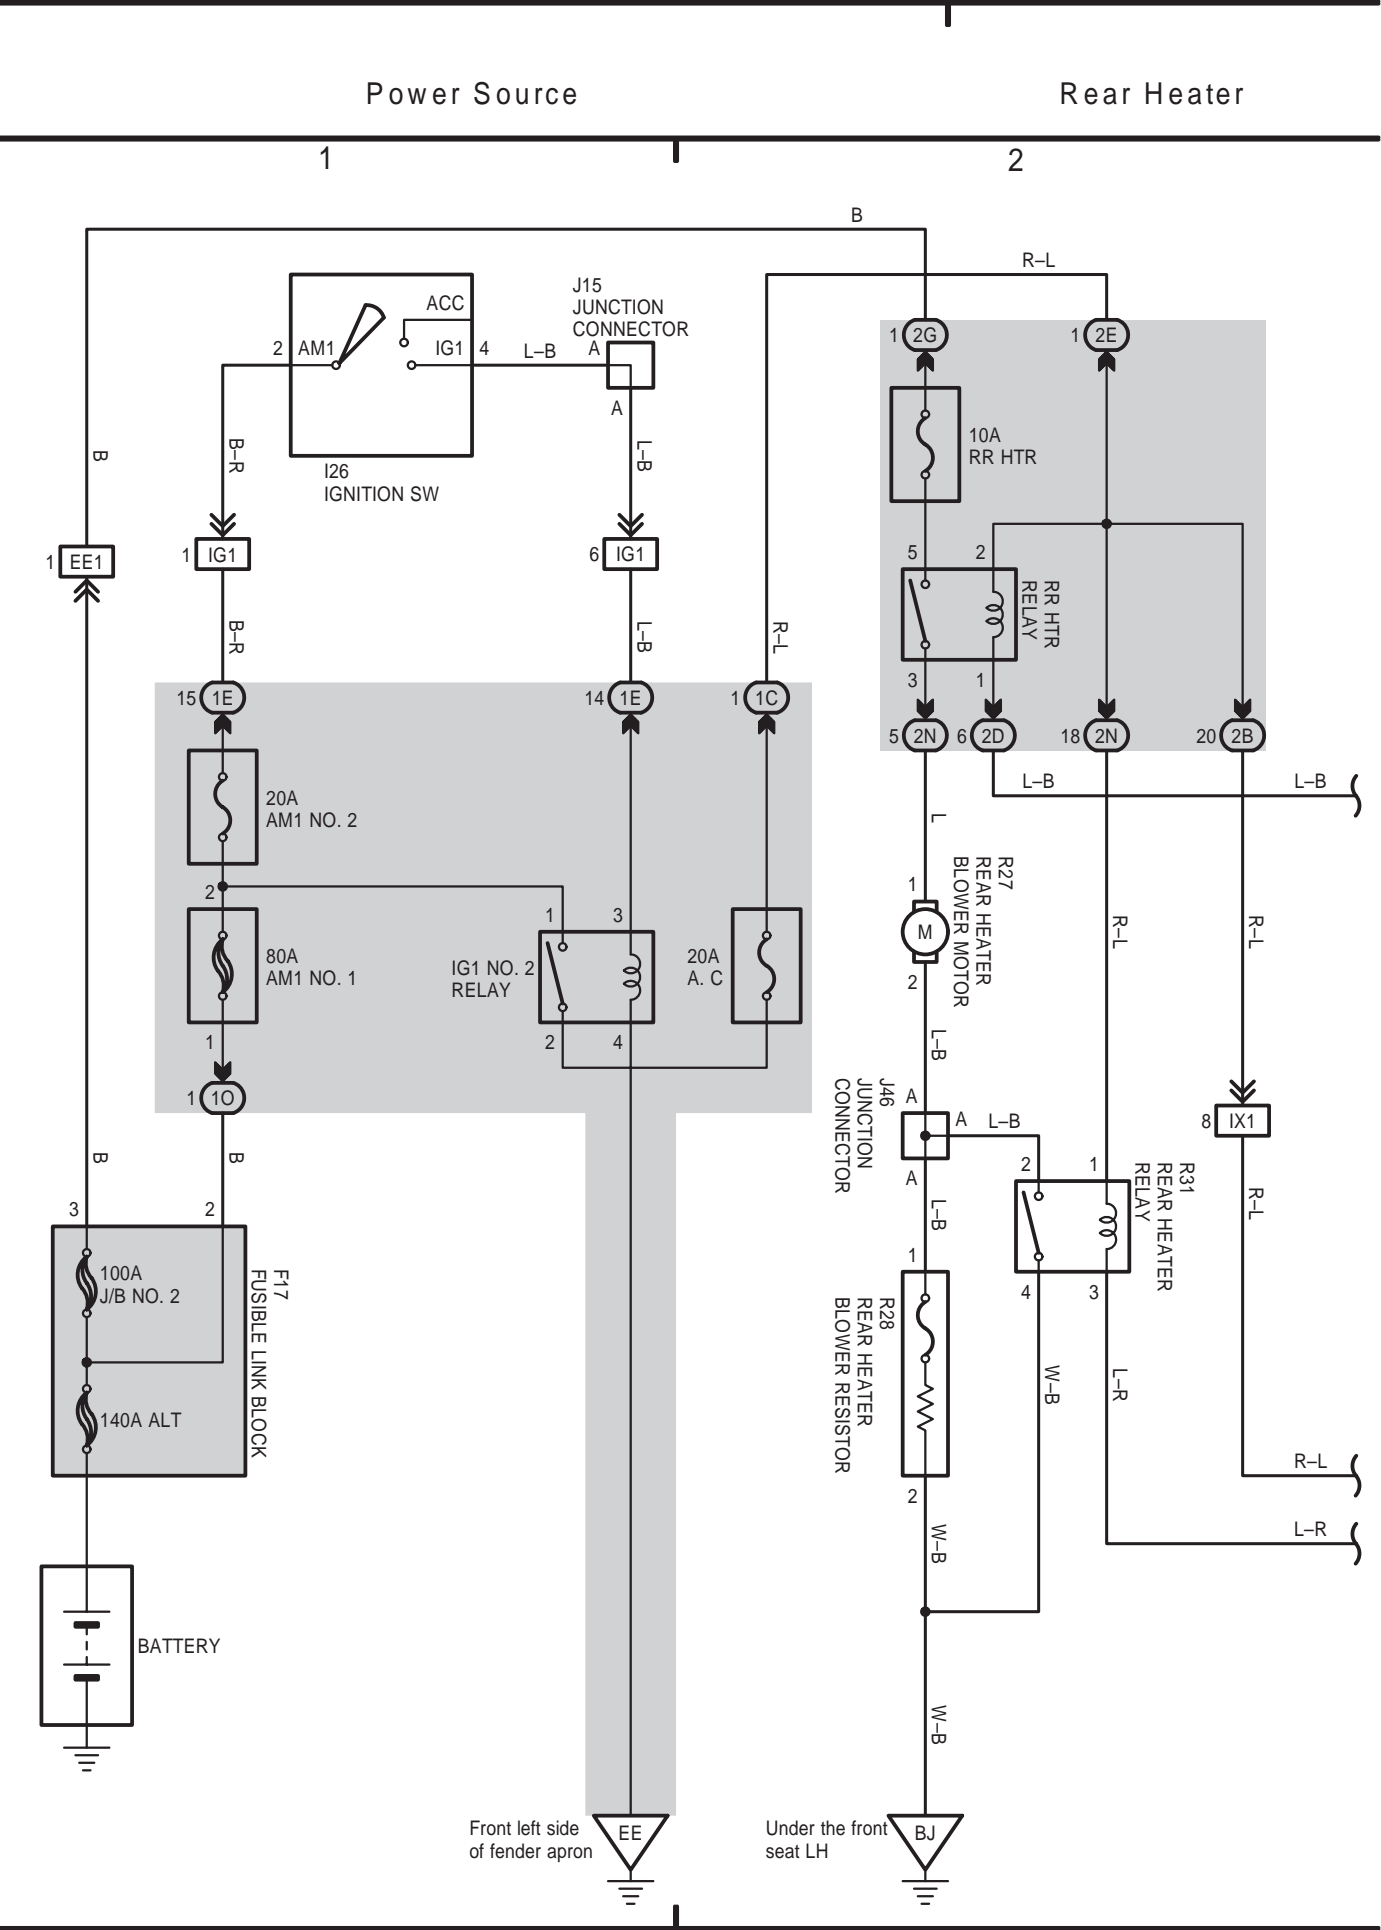 Power Source
Rear Heater
1
2
B
R–L
J15
JUNCTION
CONNECTOR
ACC
2
AM1
IG1
4
L–B
A
A
1
2G
1
2E
10A
RR HTR
B
B–R
L–B
I26
IGNITION SW
1
EE1
1
IG1
6
IG1
5
2
RR HTR
RELAY
B–R
L–B
R–L
3
1
15
1E
14
1E
1
1C
5
2N
6
2D
18
2N
20
2B
L–B
L–B
20A
AM1 NO. 2
L
2
80A
AM1 NO. 1
1
3
IG1 NO. 2
RELAY
20A
A. C
1
M
2
R27
REAR HEATER
BLOWER MOTOR
R–L
R–L
1
2
4
L–B
1
1O
J46
JUNCTION
CONNECTOR
A
A
L–B
A
8
IX1
B
B
2
1
R31
REAR HEATER
RELAY
L–B
R–L
3
2
1
100A
J/B NO. 2
F17
FUSIBLE LINK BLOCK
4
3
R28
REAR HEATER
BLOWER RESISTOR
140A ALT
W–B
L–R
R–L
2
L–R
W–B
BATTERY
W–B
Front left side
of fender apron
EE
Under the front
seat LH
BJ